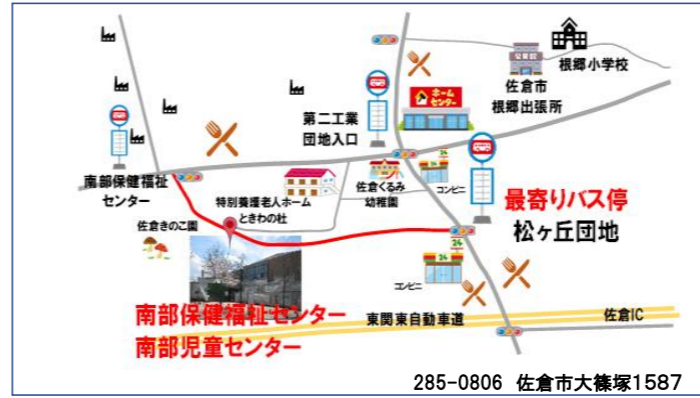 根郷小学校
佐倉市
根郷出張所
ホーム
センター
第二工業
団地入口
南部保健福祉
センター
特別養護老人ホーム
ときわの杜
佐倉くるみ
幼稚園
コンビニ
最寄りバス停
松ヶ丘団地
佐倉きのこ園
コンビニ
南部保健福祉センター
南部児童センター
東関東自動車道
佐倉IC
285-0806 佐倉市大篠塚1587